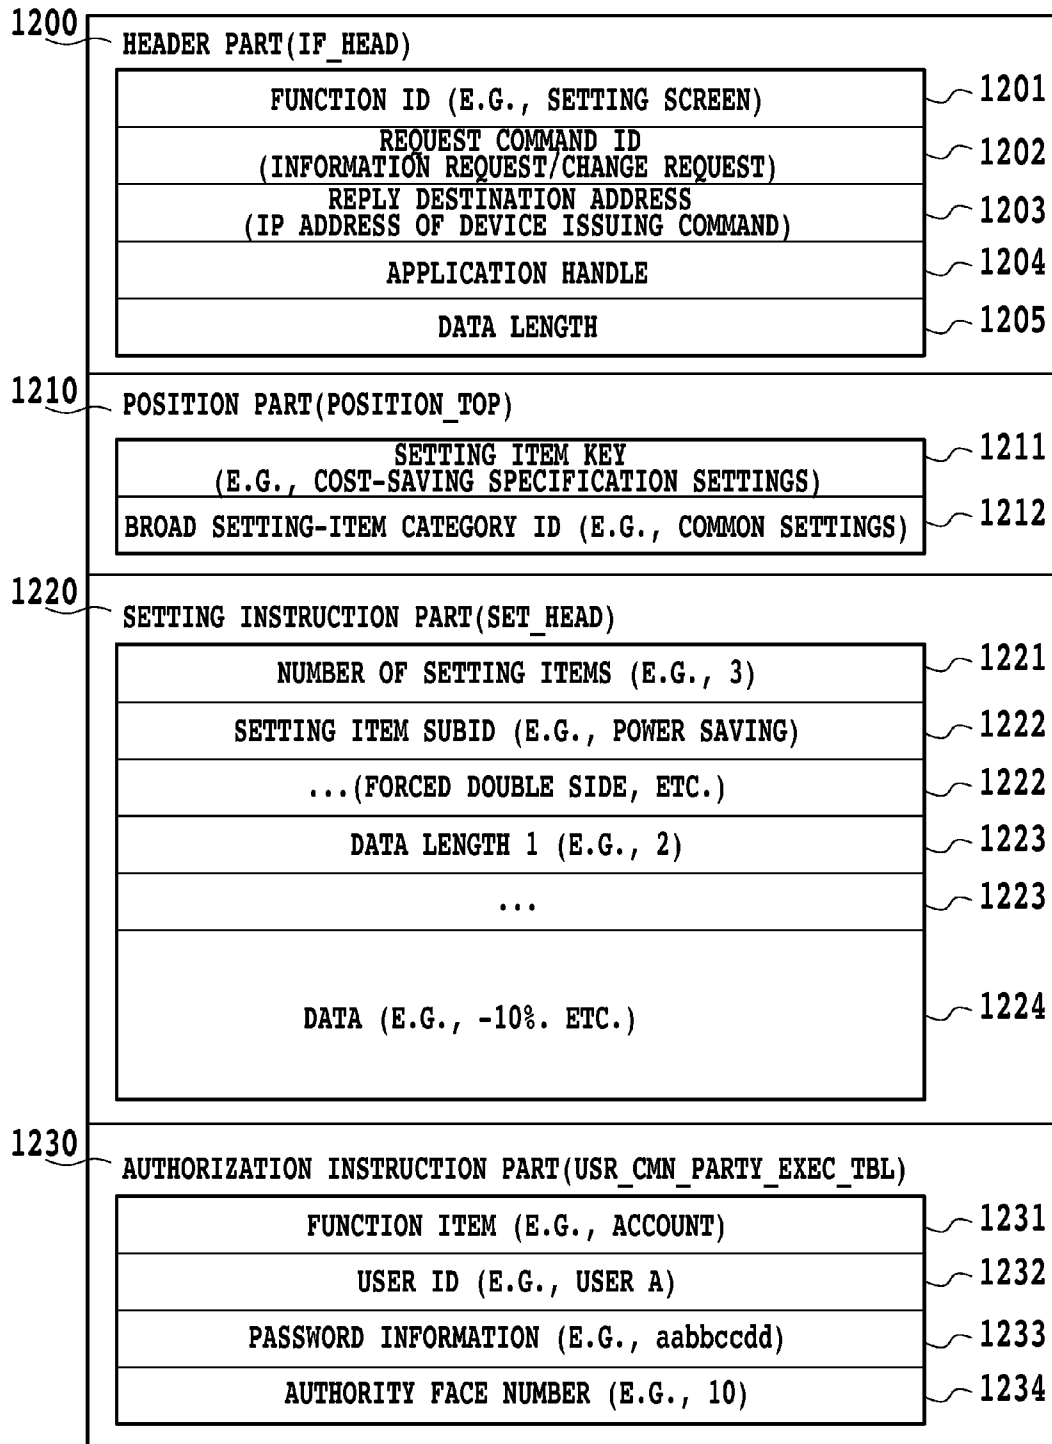 1200
HEADER PART(IF_HEAD)
FUNCTION ID (E.G., SETTING SCREEN)
1201
REQUEST COMMAND ID
(INFORMATION REQUEST/CHANGE REQUEST)
1202
REPLY DESTINATION ADDRESS
(IP ADDRESS OF DEVICE ISSUING COMMAND)
1203
APPLICATION HANDLE
1204
DATA LENGTH
1205
1210
POSITION PART(POSITION_TOP)
SETTING ITEM KEY
(E.G., COST-SAVING SPECIFICATION SETTINGS)
1211
BROAD SETTING-ITEM CATEGORY ID (E.G., COMMON SETTINGS)
1212
1220
SETTING INSTRUCTION PART(SET_HEAD)
NUMBER OF SETTING ITEMS (E.G., 3)
1221
SETTING ITEM SUBID (E.G., POWER SAVING)
1222
...(FORCED DOUBLE SIDE, ETC.)
1222
DATA LENGTH 1 (E.G., 2)
1223
...
1223
DATA (E.G., -10%. ETC.)
1224
1230
AUTHORIZATION INSTRUCTION PART(USR_CMN_PARTY_EXEC_TBL)
FUNCTION ITEM (E.G., ACCOUNT)
1231
USER ID (E.G., USER A)
1232
PASSWORD INFORMATION (E.G., aabbccdd)
1233
AUTHORITY FACE NUMBER (E.G., 10)
1234